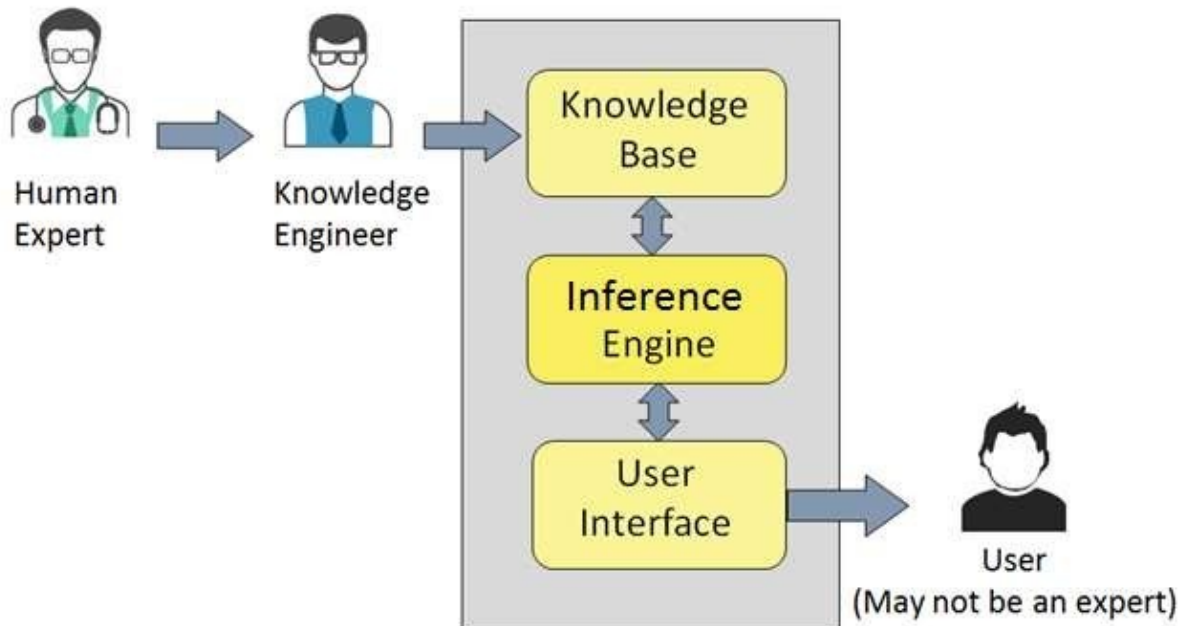 Human
Expert
Knowledge
Engineer
Knowledge
Base
Inference
Engine
User
Interface
User
(May not be an expert)